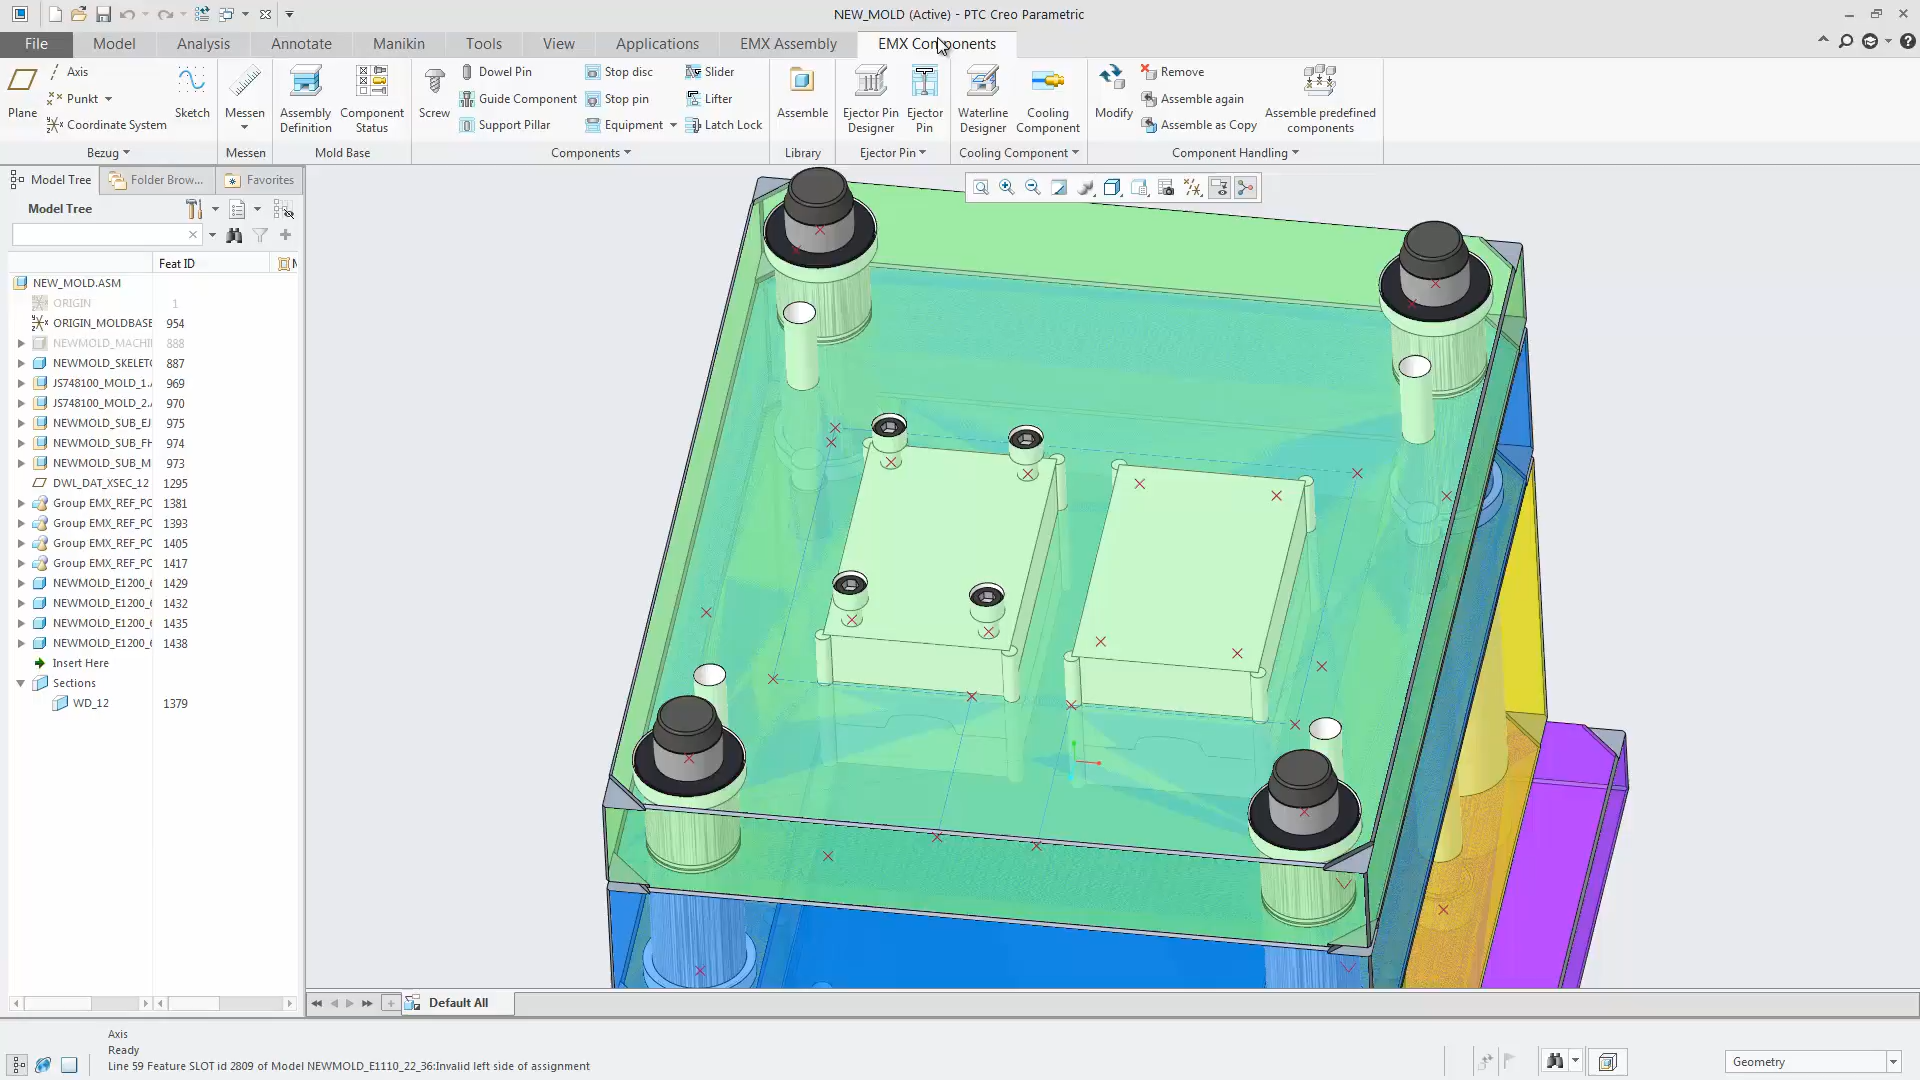 NEW_MOLD (Active) - PTC Creo Parametric
File Model Analysis Annotate Manikin Tools View Applications EMX Assembly EMX Components
Plane
Axis
Punkt
Coordinate System
Sketch
Bezug
Messen
Messen
Assembly Definition
Component Status
Mold Base
Screw
Dowel Pin
Guide Component
Support Pillar
Stop disc
Stop pin
Equipment
Slider
Lifter
Latch Lock
Components
Assemble
Library
Ejector Pin Designer
Ejector Pin
Ejector Pin
Waterline Designer
Cooling Component
Cooling Component
Modify
Remove
Assemble again
Assemble as Copy
Assemble predefined components
Component Handling
Model Tree
Folder Brow...
Favorites
Model Tree
Feat ID
NEW_MOLD.ASM
ORIGIN 1
ORIGIN_MOLDBASE 954
NEWMOLD_MACHI 888
NEWMOLD_SKELET 887
JS748100_MOLD_1. 969
JS748100_MOLD_2. 970
NEWMOLD_SUB_EJ 975
NEWMOLD_SUB_FH 974
NEWMOLD_SUB_M 973
DWL_DAT_XSEC_12 1295
Group EMX_REF_PC 1381
Group EMX_REF_PC 1393
Group EMX_REF_PC 1405
Group EMX_REF_PC 1417
NEWMOLD_E1200_ 1429
NEWMOLD_E1200_ 1432
NEWMOLD_E1200_ 1435
NEWMOLD_E1200_ 1438
Insert Here
Sections
WD_12 1379
Default All
Axis
Ready
Line 59 Feature SLOT id 2809 of Model NEWMOLD_E1110_22_36:Invalid left side of assignment
Geometry